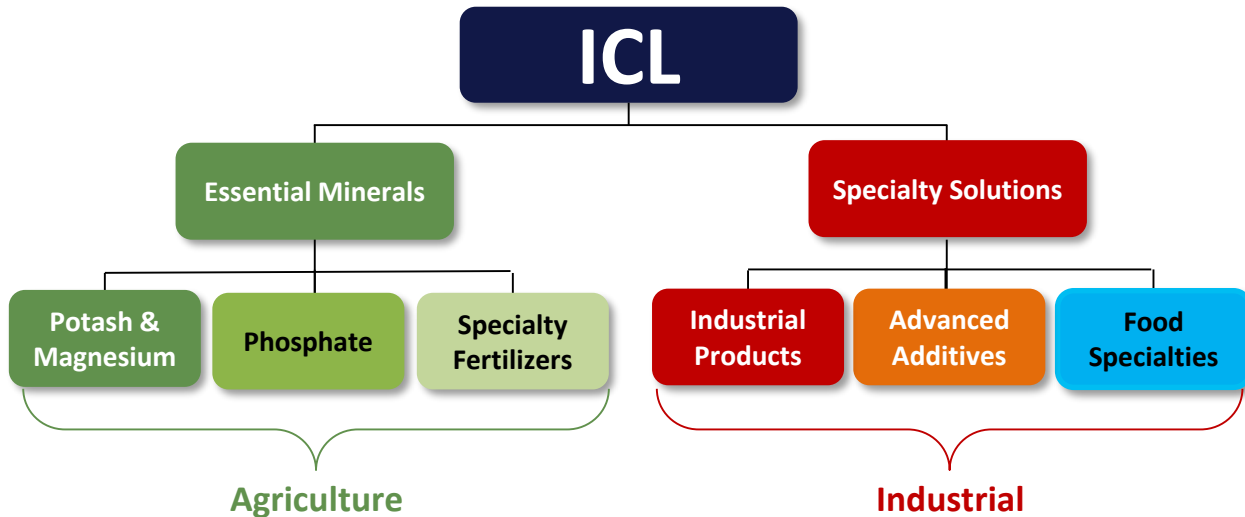 ICL
Essential Minerals
Specialty Solutions
Potash &
Magnesium
Phosphate
Specialty
Fertilizers
Industrial
Products
Advanced
Additives
Food
Specialties
Agriculture
Industrial